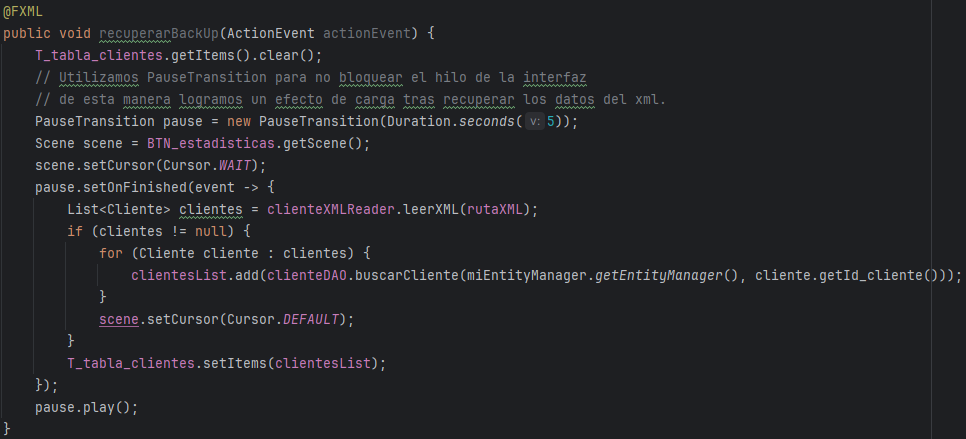 @FXML
public void recuperarBackUp(ActionEvent actionEvent) {
    T_tabla_clientes.getItems().clear();
    // Utilizamos PauseTransition para no bloquear el hilo de la interfaz
    // de esta manera logramos un efecto de carga tras recuperar los datos del xml.
    PauseTransition pause = new PauseTransition(Duration.seconds( v: 5));
    Scene scene = BTN_estadisticas.getScene();
    scene.setCursor(Cursor.WAIT);
    pause.setOnFinished(event -> {
        List<Cliente> clientes = clienteXMLReader.leerXML(rutaXML);
        if (clientes != null) {
            for (Cliente cliente : clientes) {
                clientesList.add(clienteDAO.buscarCliente(miEntityManager.getEntityManager(), cliente.getId_cliente()));
            }
            scene.setCursor(Cursor.DEFAULT);
        }
        T_tabla_clientes.setItems(clientesList);
    });
    pause.play();
}